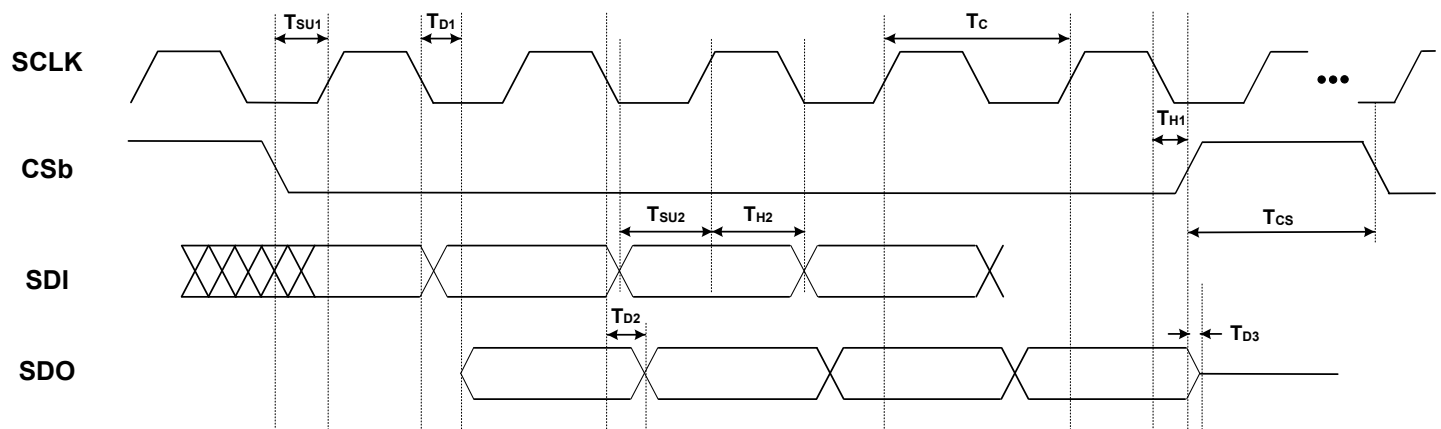 TSU1
TD1
TC
SCLK
•••
TH1
CSb
TSU2
TH2
TCS
SDI
TD2
TD3
SDO